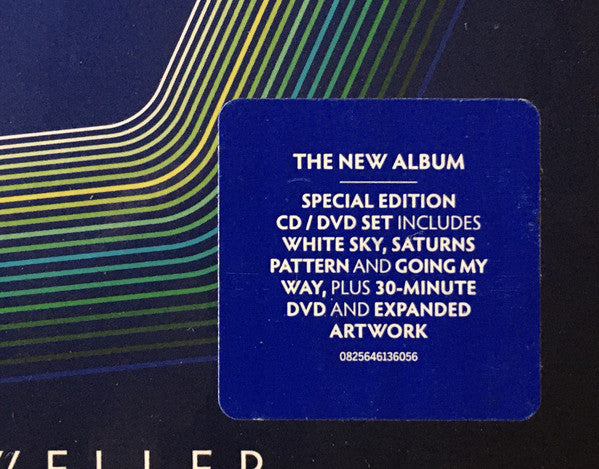 THE NEW ALBUM
SPECIAL EDITION
CD / DVD SET INCLUDES
WHITE SKY, SATURNS
PATTERN AND GOING MY
WAY, PLUS 30-MINUTE
DVD AND EXPANDED
ARTWORK
0825646136056
WELLER